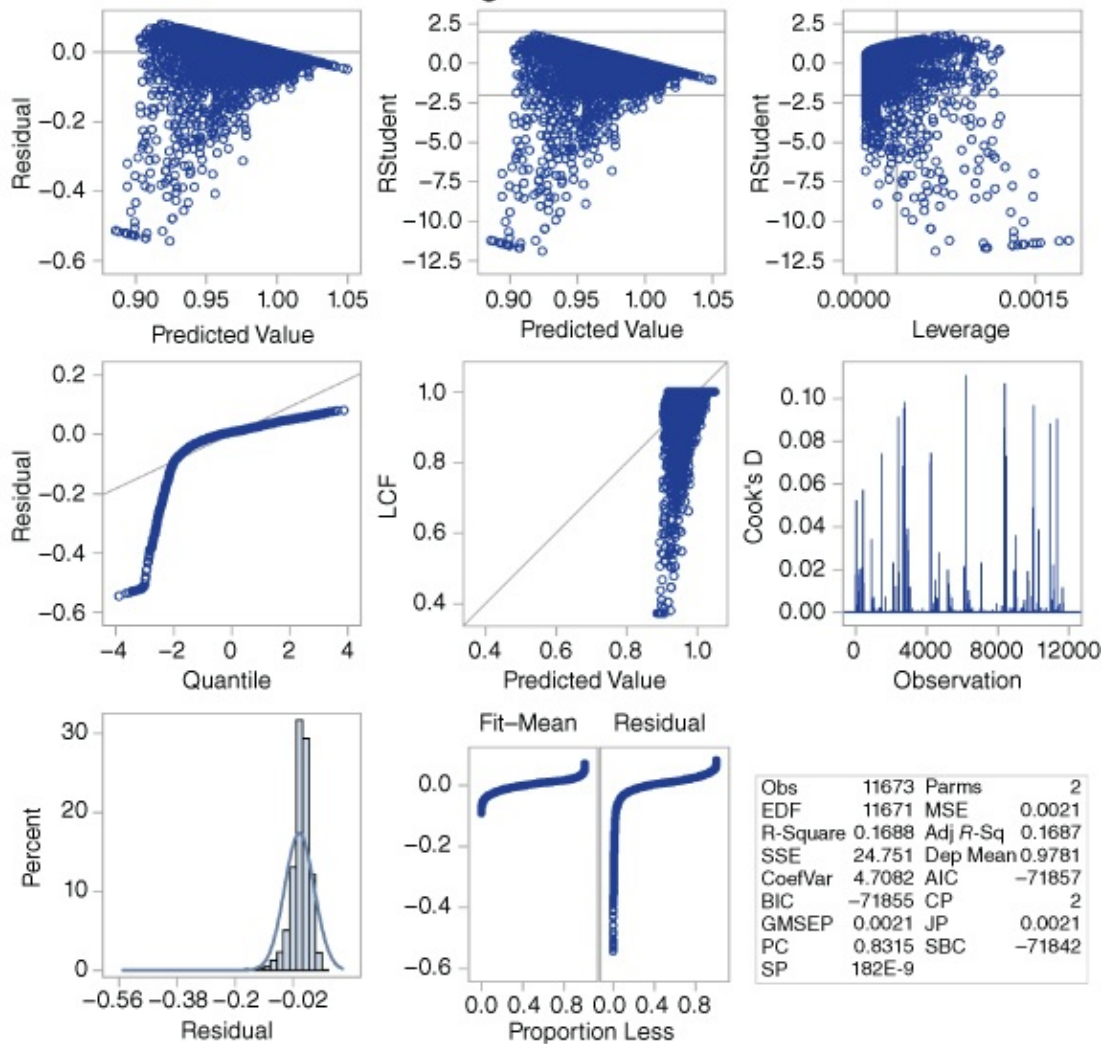 0.0
−0.2
−0.4
−0.6
Residual
0.90 0.95 1.00 1.05
Predicted Value
2.5
0.0
−2.5
−5.0
−7.5
−10.0
−12.5
RStudent
0.90 0.95 1.00 1.05
Predicted Value
2.5
0.0
−2.5
−5.0
−7.5
−10.0
−12.5
RStudent
0.0000 0.0015
Leverage
0.2
0.0
−0.2
−0.4
−0.6
Residual
−4 −2 0 2 4
Quantile
1.0
0.8
0.6
0.4
LCF
0.4 0.6 0.8 1.0
Predicted Value
0.10
0.08
0.06
0.04
0.02
0.00
Cook's D
0 4000 8000 12000
Observation
30
20
10
0
Percent
−0.56 −0.38 −0.2 −0.02
Residual
Fit–Mean Residual
0.0
−0.2
−0.4
−0.6
0.0 0.4 0.8 0.0 0.4 0.8
Proportion Less
Obs 11673 Parms 2
EDF 11671 MSE 0.0021
R-Square 0.1688 Adj R-Sq 0.1687
SSE 24.751 Dep Mean 0.9781
CoefVar 4.7082 AIC −71857
BIC −71855 CP 2
GMSEP 0.0021 JP 0.0021
PC 0.8315 SBC −71842
SP 182E-9